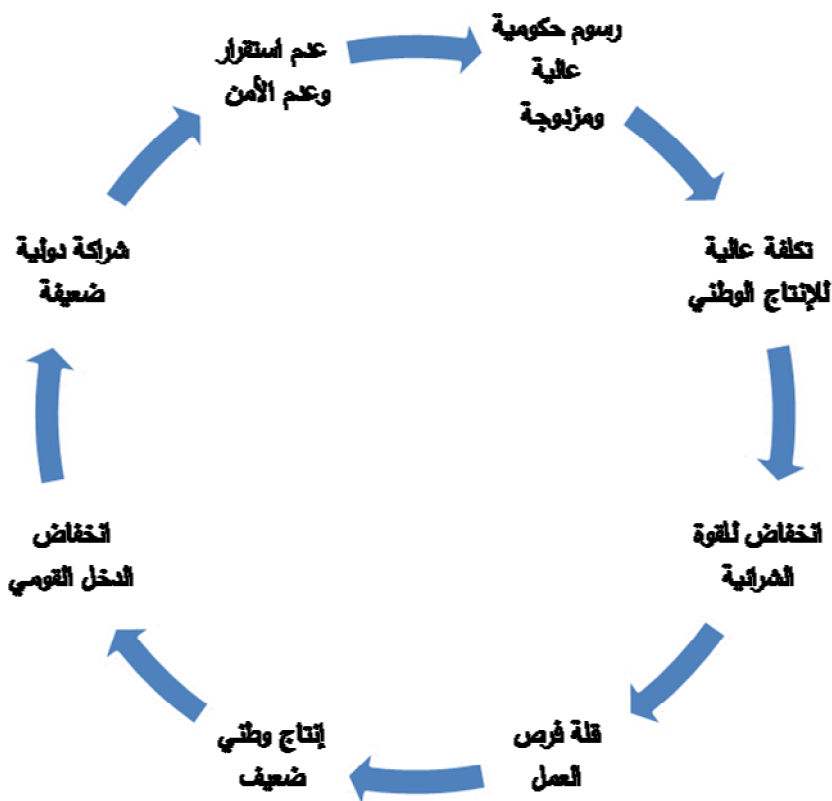 رسوم حكومية
عالية
ومزدوجة
تكلفة عالية
للإنتاج الوطني
انخفاض للقوة
الشرائية
قلة فرص
العمل
إنتاج وطني
ضعيف
انخفاض
الدخل القومي
شراكة دولية
ضعيفة
عدم استقرار
وعدم الأمن